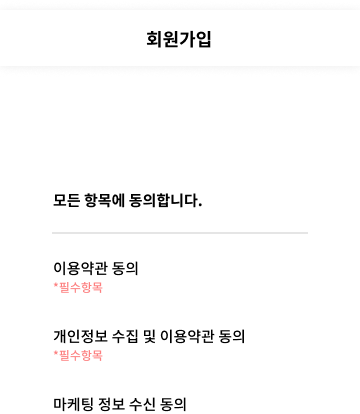 회원가입
모든 항목에 동의합니다.
이용약관 동의
*필수항목
개인정보 수집 및 이용약관 동의
*필수항목
마케팅 정보 수신 동의